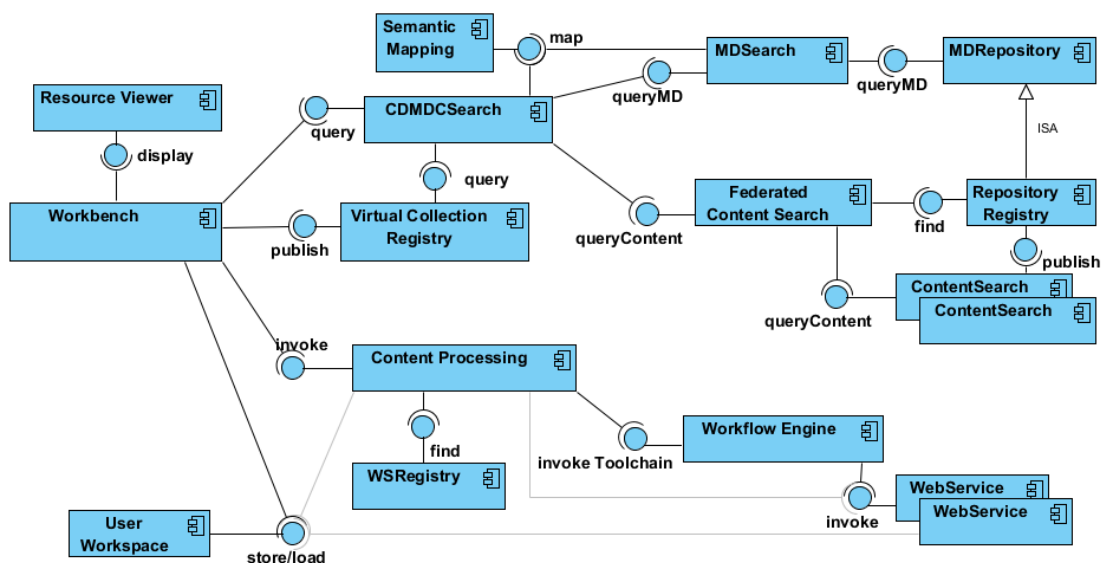 Semantic
Mapping
map
MDSearch
MDRepository
queryMD
queryMD
Resource Viewer
CDMDCSearch
query
ISA
display
query
Federated
Content Search
Repository
Registry
Workbench
Virtual Collection
Registry
publish
queryContent
find
publish
ContentSearch
ContentSearch
queryContent
invoke
Content Processing
Workflow Engine
find
invoke Toolchain
WSRegistry
WebService
WebService
invoke
User
Workspace
store/load